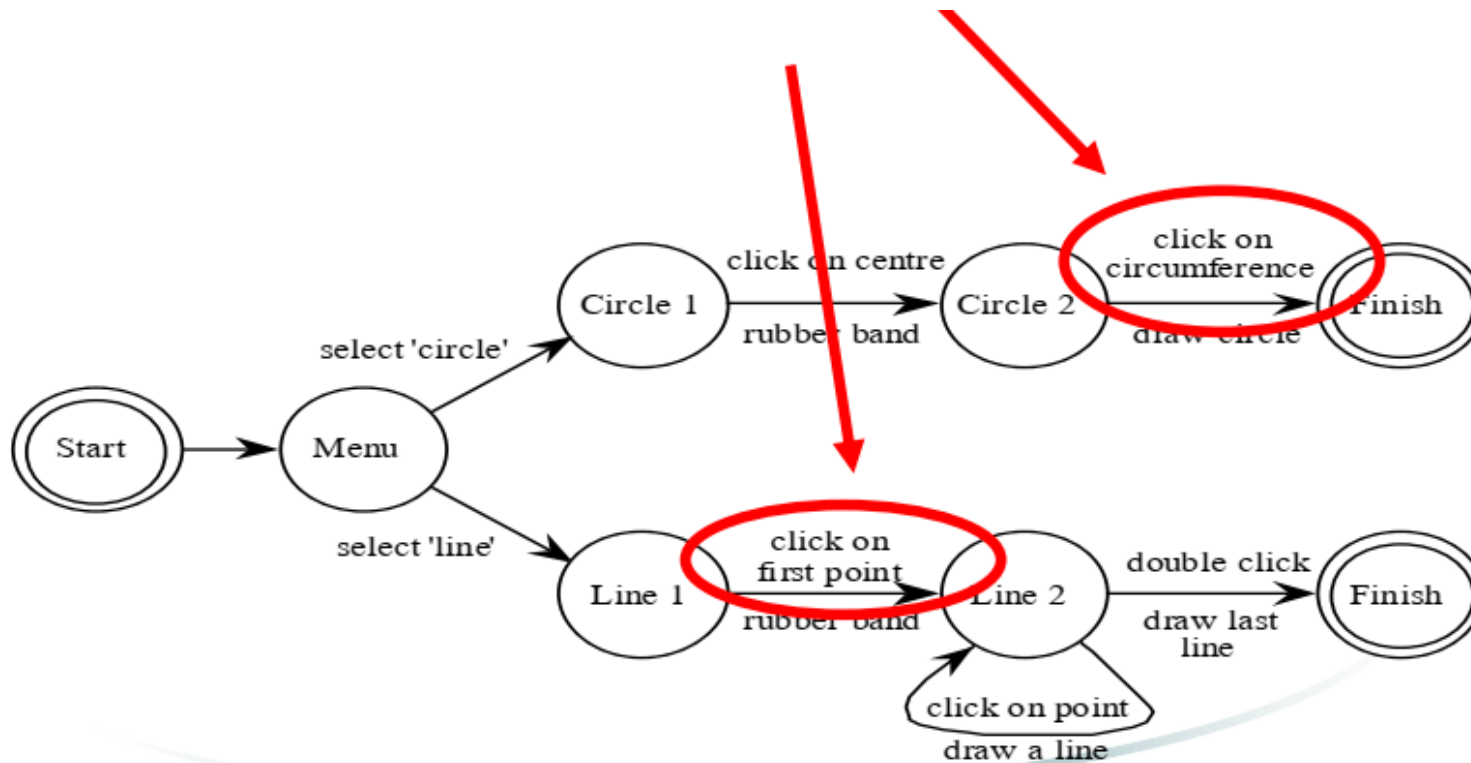 click on centre
click on
circumference
Circle 1
Circle 2
Finish
rubber band
draw circle
select 'circle'
Start
Menu
select 'line'
click on
first point
double click
Line 1
Line 2
Finish
rubber band
draw last
line
click on point
draw a line